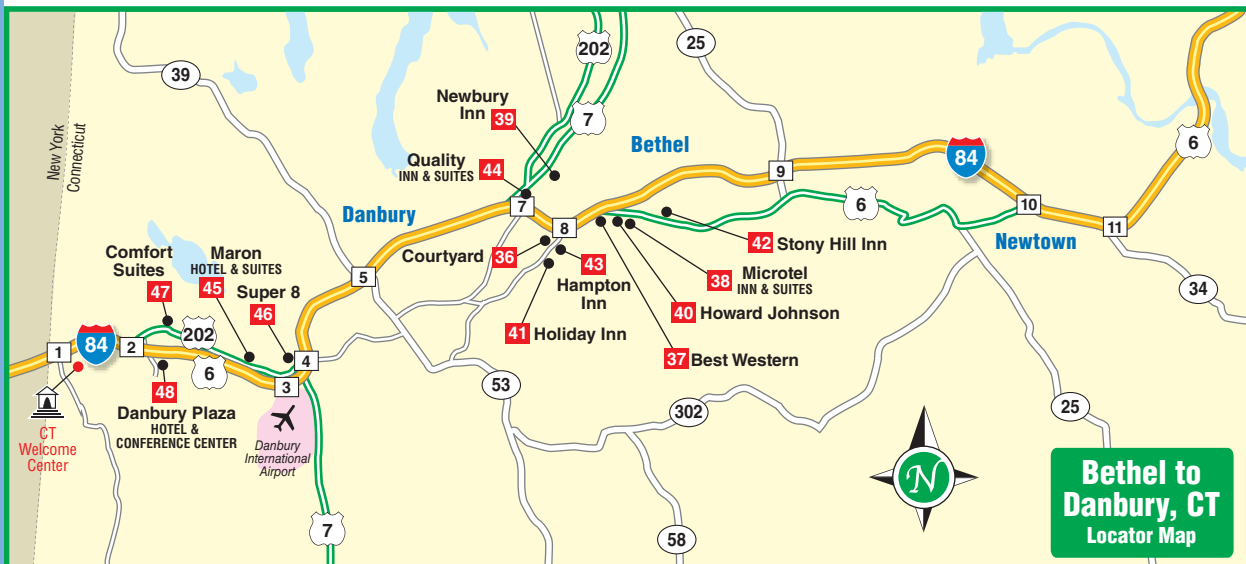 202
25
39
7
6
New York
Connecticut
Newbury
Inn 39
Quality
INN & SUITES 44
Bethel
84
9
7
6
10
Danbury
8
11
Newtown
Comfort
Suites
47
Maron
HOTEL & SUITES
45
Super 8
46
5
Courtyard 36
43
Hampton
Inn
42 Stony Hill Inn
38 Microtel
INN & SUITES
40 Howard Johnson
34
41 Holiday Inn
37 Best Western
1
84
2
202
6
4
3
48
Danbury Plaza
HOTEL &
CONFERENCE CENTER
CT
Welcome
Center
Danbury
International
Airport
53
302
25
N
7
58
Bethel to
Danbury, CT
Locator Map